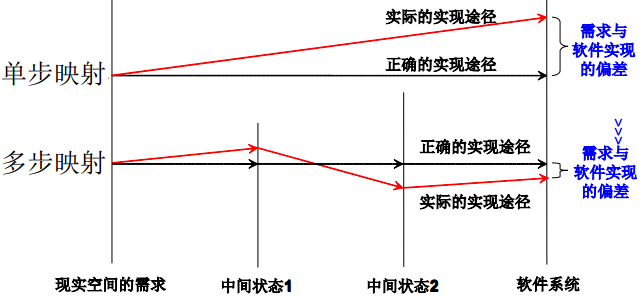 实际的实现途径
需求与
软件实现
的偏差
单步映射
正确的实现途径
>>>
多步映射
正确的实现途径
需求与
软件实现
的偏差
实际的实现途径
现实空间的需求
中间状态1
中间状态2
软件系统